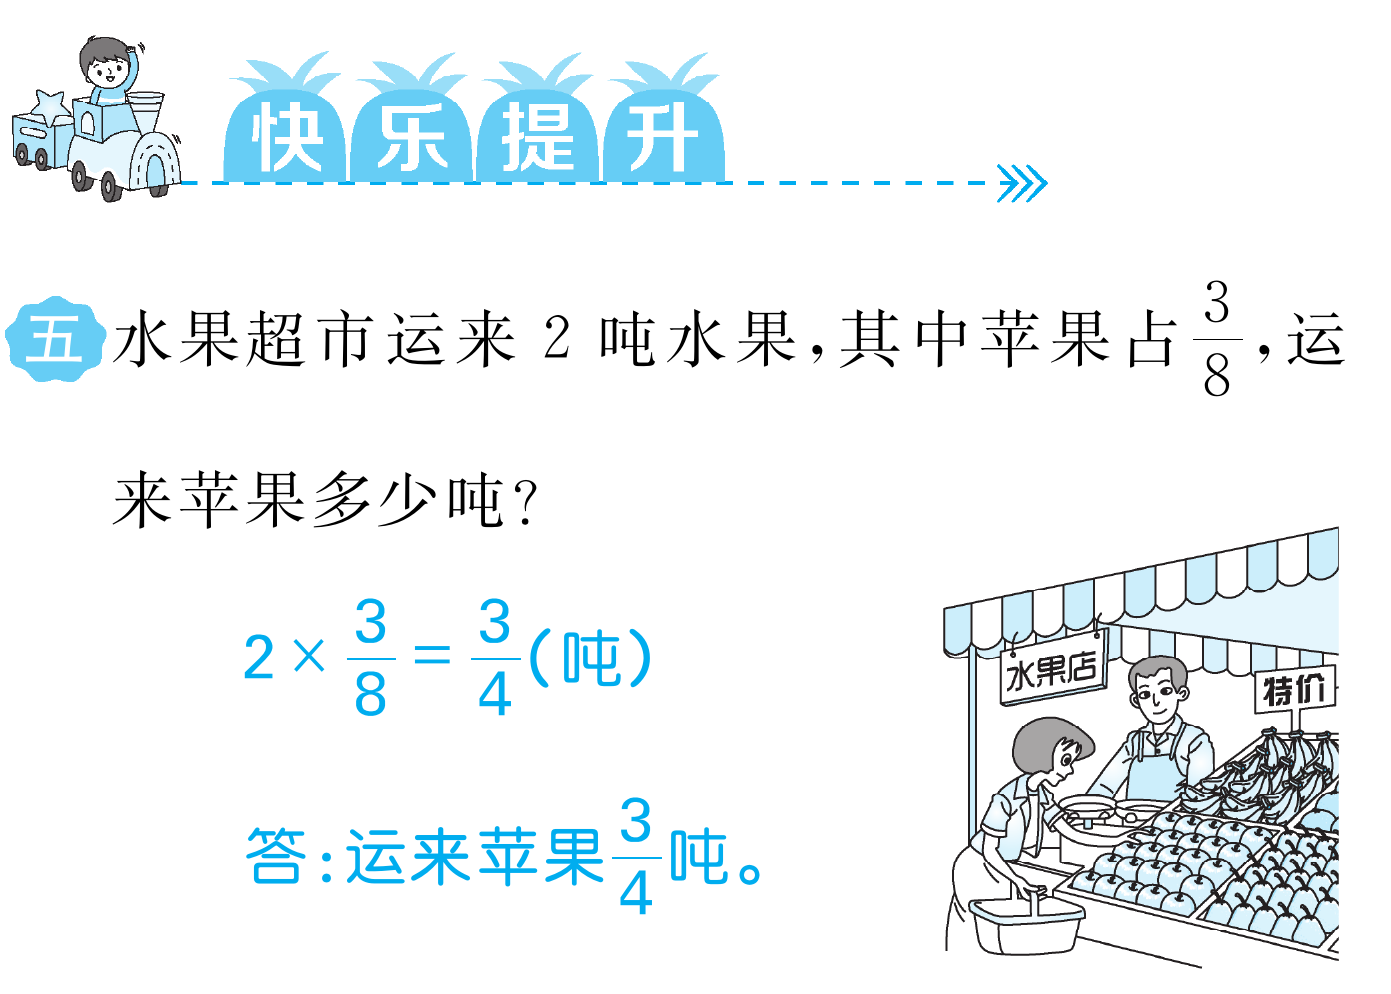 快乐提升
五 水果超市运来 2 吨水果,其中苹果占3/8,运
来苹果多少吨?
2×3/8=3/4(吨)
答:运来苹果3/4吨。
水果店
特价